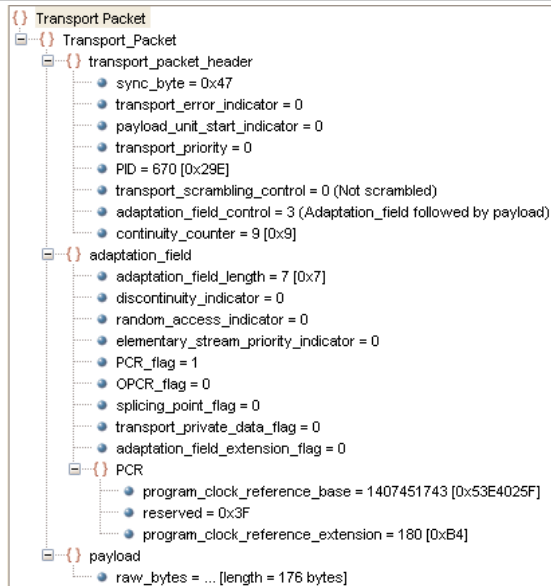 {} Transport Packet
{} Transport_Packet
{} transport_packet_header
sync_byte = 0x47
transport_error_indicator = 0
payload_unit_start_indicator = 0
transport_priority = 0
PID = 670 [0x29E]
transport_scrambling_control = 0 (Not scrambled)
adaptation_field_control = 3 (Adaptation_field followed by payload)
continuity_counter = 9 [0x9]
{} adaptation_field
adaptation_field_length = 7 [0x7]
discontinuity_indicator = 0
random_access_indicator = 0
elementary_stream_priority_indicator = 0
PCR_flag = 1
OPCR_flag = 0
splicing_point_flag = 0
transport_private_data_flag = 0
adaptation_field_extension_flag = 0
{} PCR
program_clock_reference_base = 1407451743 [0x53E4025F]
reserved = 0x3F
program_clock_reference_extension = 180 [0xB4]
{} payload
raw_bytes = ... [length = 176 bytes]